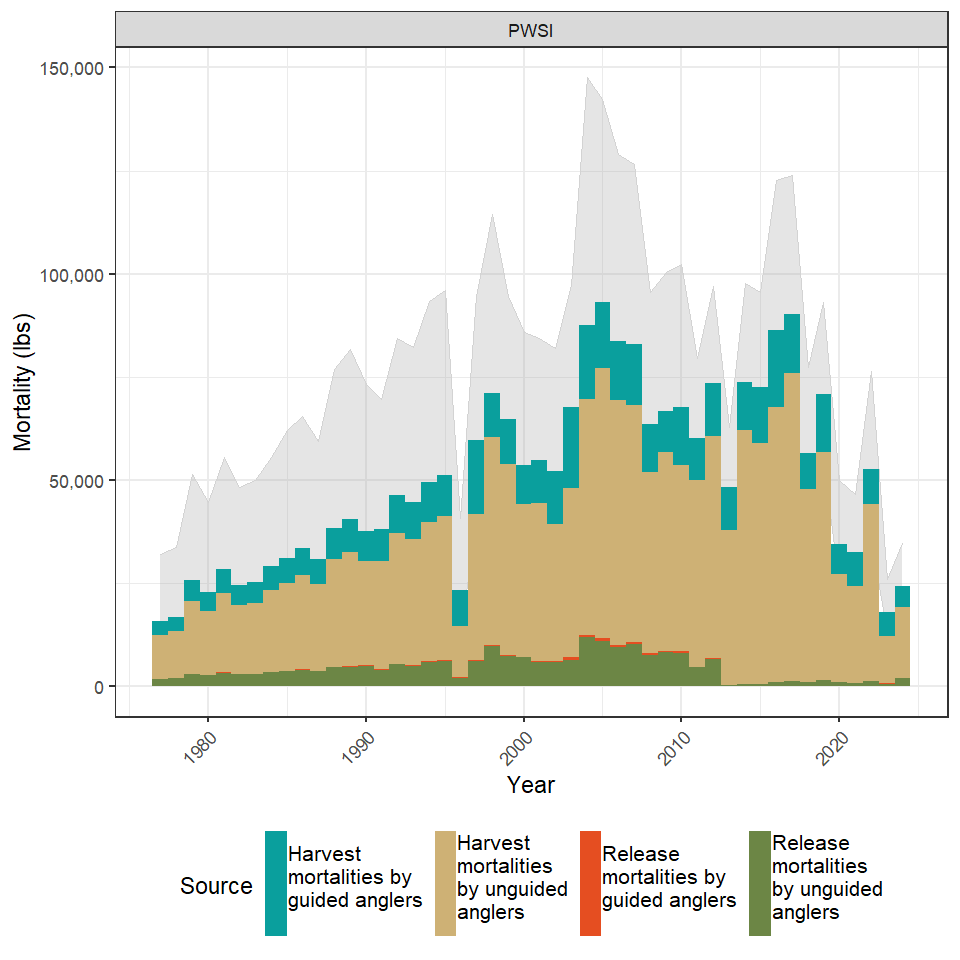 PWSI
150,000
100,000
50,000
0
Mortality (lbs)
1980
1990
2000
2010
2020
Year
Source
Harvest
mortalities by
guided anglers
Harvest
mortalities
by unguided
anglers
Release
mortalities by
guided anglers
Release
mortalities
by unguided
anglers